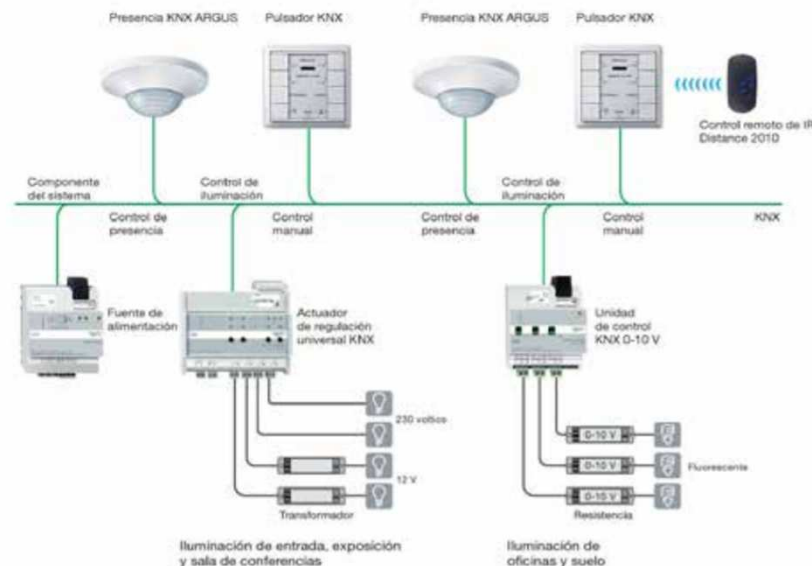 Presencia KNX ARGUS
Pulsador KNX
Presencia KNX ARGUS
Pulsador KNX
Control remoto de IR
Distance 2010
Componente
del sistema
Control de
presencia
Control de
iluminación
Control
manual
Control de
presencia
Control de
iluminación
Control
manual
KNX
Fuente de
alimentación
Actuador
de regulación
universal KNX
Unidad
de control
KNX 0-10 V
230 voltios
12 V
Transformador
0-10 V
0-10 V
0-10 V
Fluorescente
Resistencia
Iluminación de entrada, exposición
y sala de conferencias
Iluminación de
oficinas y suelo